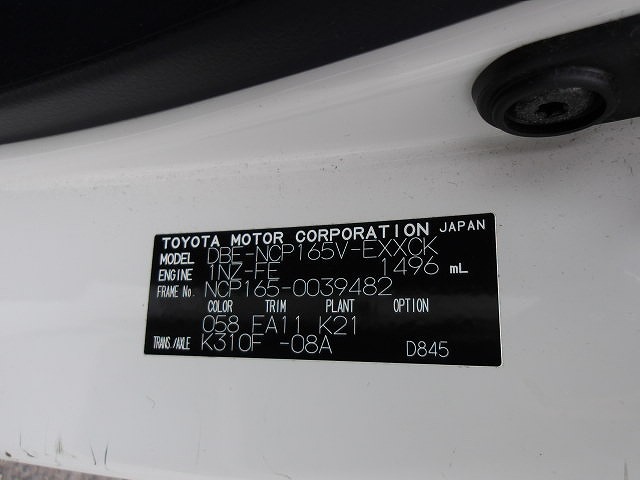 TOYOTA MOTOR CORPORATION JAPAN
MODEL DBE-NCP165V-EXXCK
ENGINE 1NZ-FE 1496 mL
FRAME No. NCP165-0039482
COLOR TRIM PLANT OPTION
058 EA11 K21
TRANS./AXLE K310F -08A D845